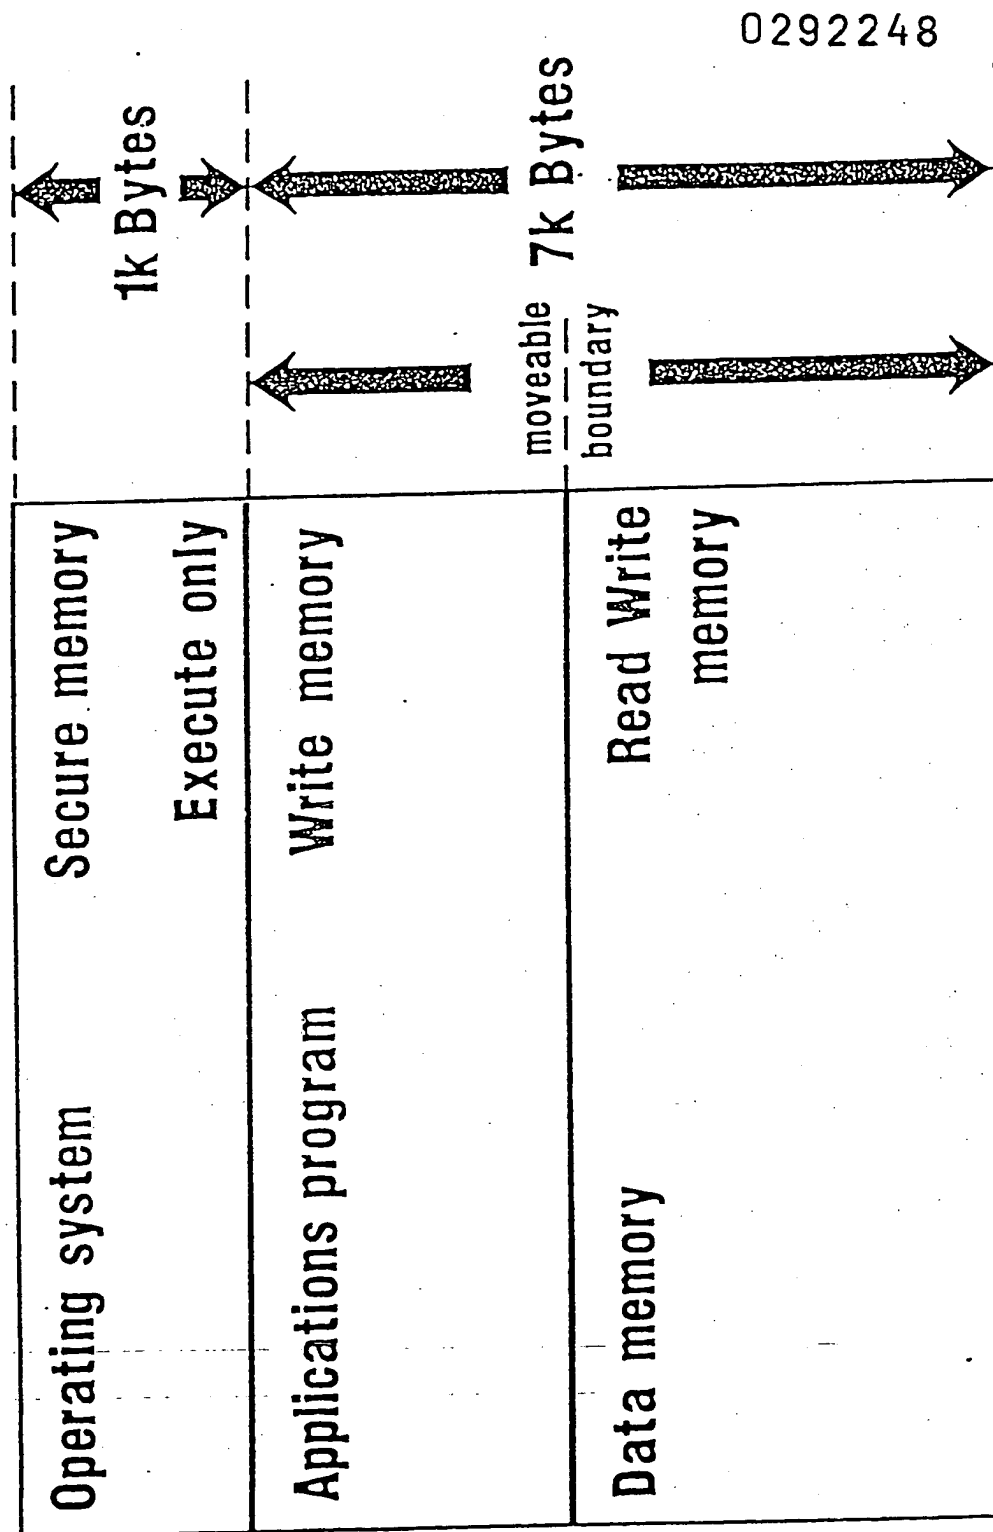 0292248
Operating system
Secure memory
1k Bytes
Execute only
Applications program
Write memory
moveable
boundary
7k Bytes
Data memory
Read Write
memory